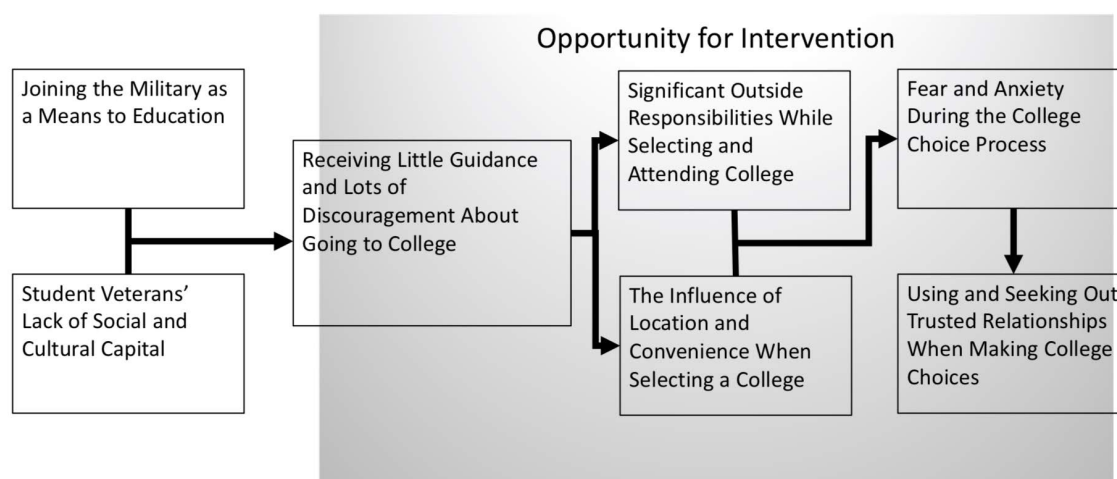 Opportunity for Intervention
Joining the Military as
a Means to Education
Student Veterans’
Lack of Social and
Cultural Capital
Receiving Little Guidance
and Lots of
Discouragement About
Going to College
Significant Outside
Responsibilities While
Selecting and
Attending College
The Influence of
Location and
Convenience When
Selecting a College
Fear and Anxiety
During the College
Choice Process
Using and Seeking Out
Trusted Relationships
When Making College
Choices